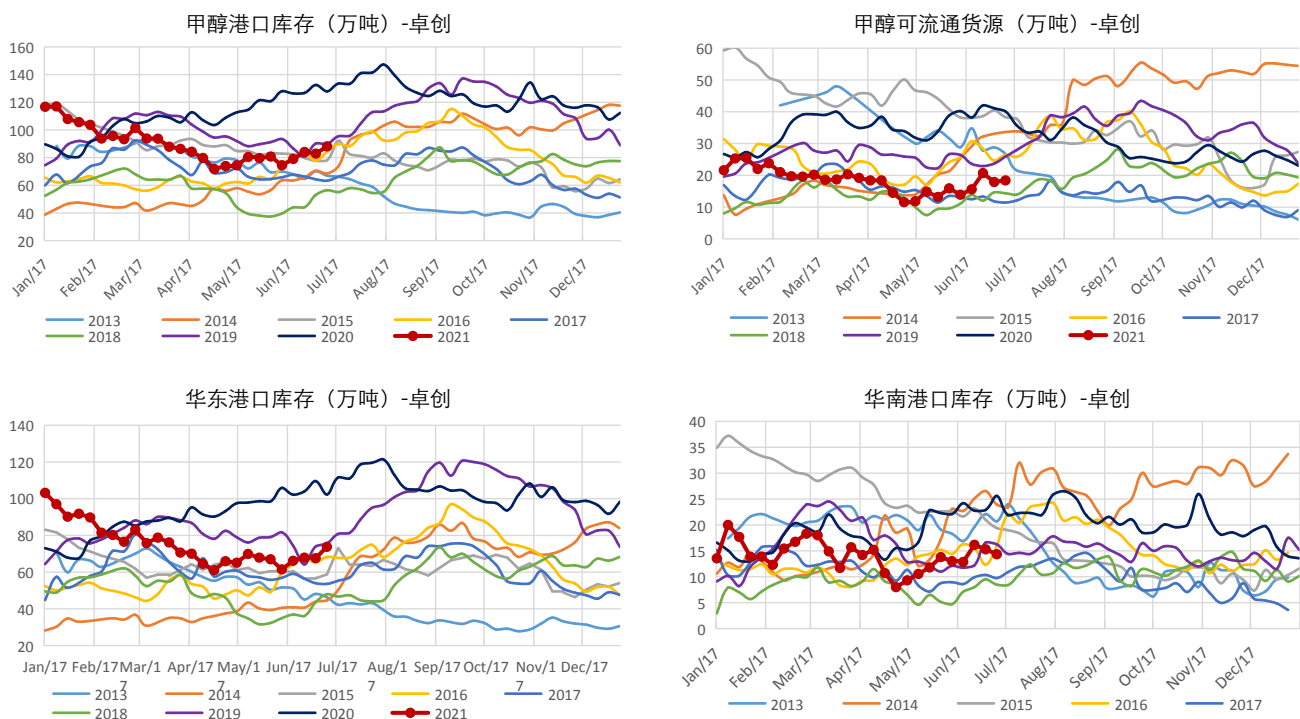 甲醇港口库存（万吨）-卓创
160
140
120
100
80
60
40
20
Jan/17 Feb/17 Mar/17 Apr/17 May/17 Jun/17 Jul/17 Aug/17 Sep/17 Oct/17 Nov/17 Dec/17
2013 2014 2015 2016 2017
2018 2019 2020 2021
甲醇可流通货源（万吨）-卓创
60
50
40
30
20
10
0
Jan/17 Feb/17 Mar/17 Apr/17 May/17 Jun/17 Jul/17 Aug/17 Sep/17 Oct/17 Nov/17 Dec/17
2013 2014 2015 2016 2017
2018 2019 2020 2021
华东港口库存（万吨）-卓创
140
120
100
80
60
40
20
Jan/17 Feb/17 Mar/1 Apr/17 May/1 Jun/17 Jul/17 Aug/1 Sep/17 Oct/17 Nov/1 Dec/17
7 7 7 7
2013 2014 2015 2016 2017
2018 2019 2020 2021
华南港口库存（万吨）-卓创
40
35
30
25
20
15
10
5
0
Jan/17 Feb/17 Mar/17 Apr/17 May/17 Jun/17 Jul/17 Aug/17 Sep/17 Oct/17 Nov/17 Dec/17
2013 2014 2015 2016 2017